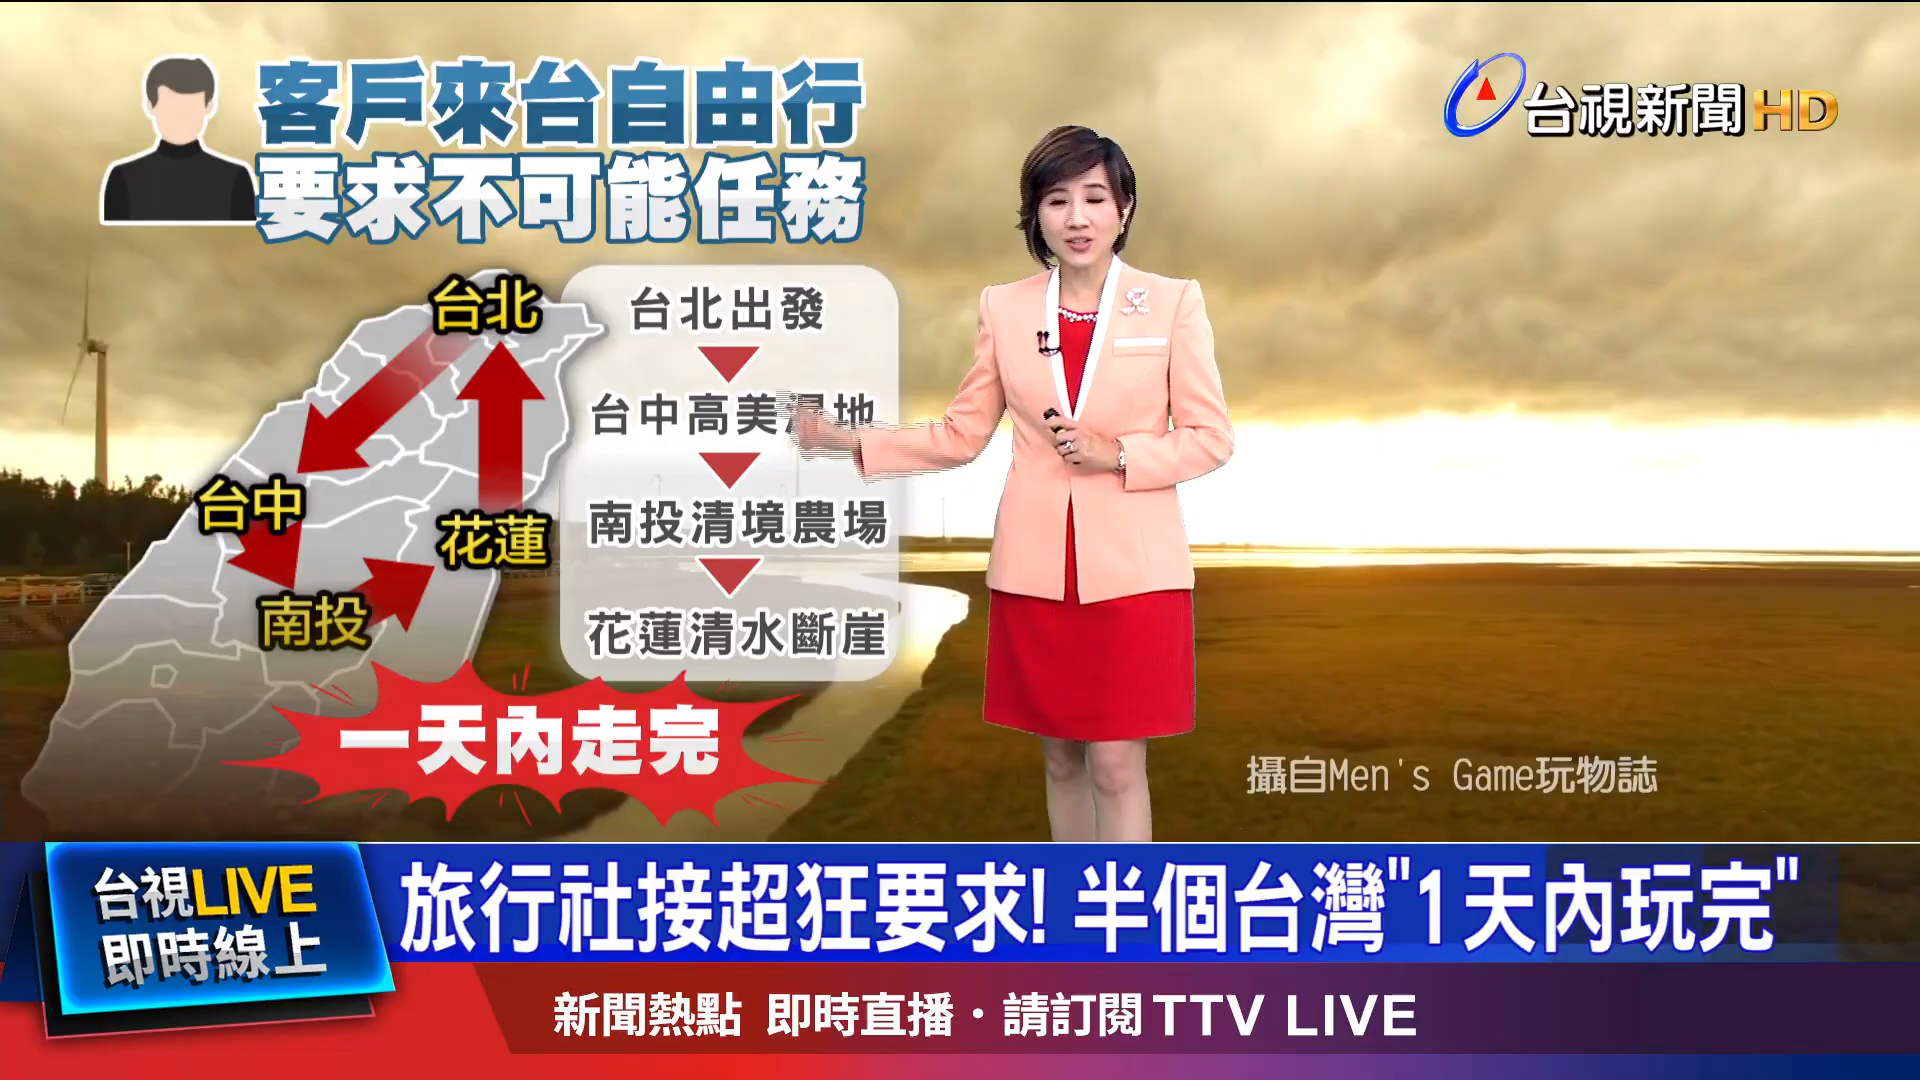 客戶來台自由行
要求不可能任務
台視新聞HD
台北
台中
花蓮
南投
台北出發
台中高美濕地
南投清境農場
花蓮清水斷崖
一天內走完
攝自Men's Game玩物誌
台視LIVE
即時線上
旅行社接超狂要求! 半個台灣"1天內玩完"
新聞熱點 即時直播・請訂閱TTV LIVE